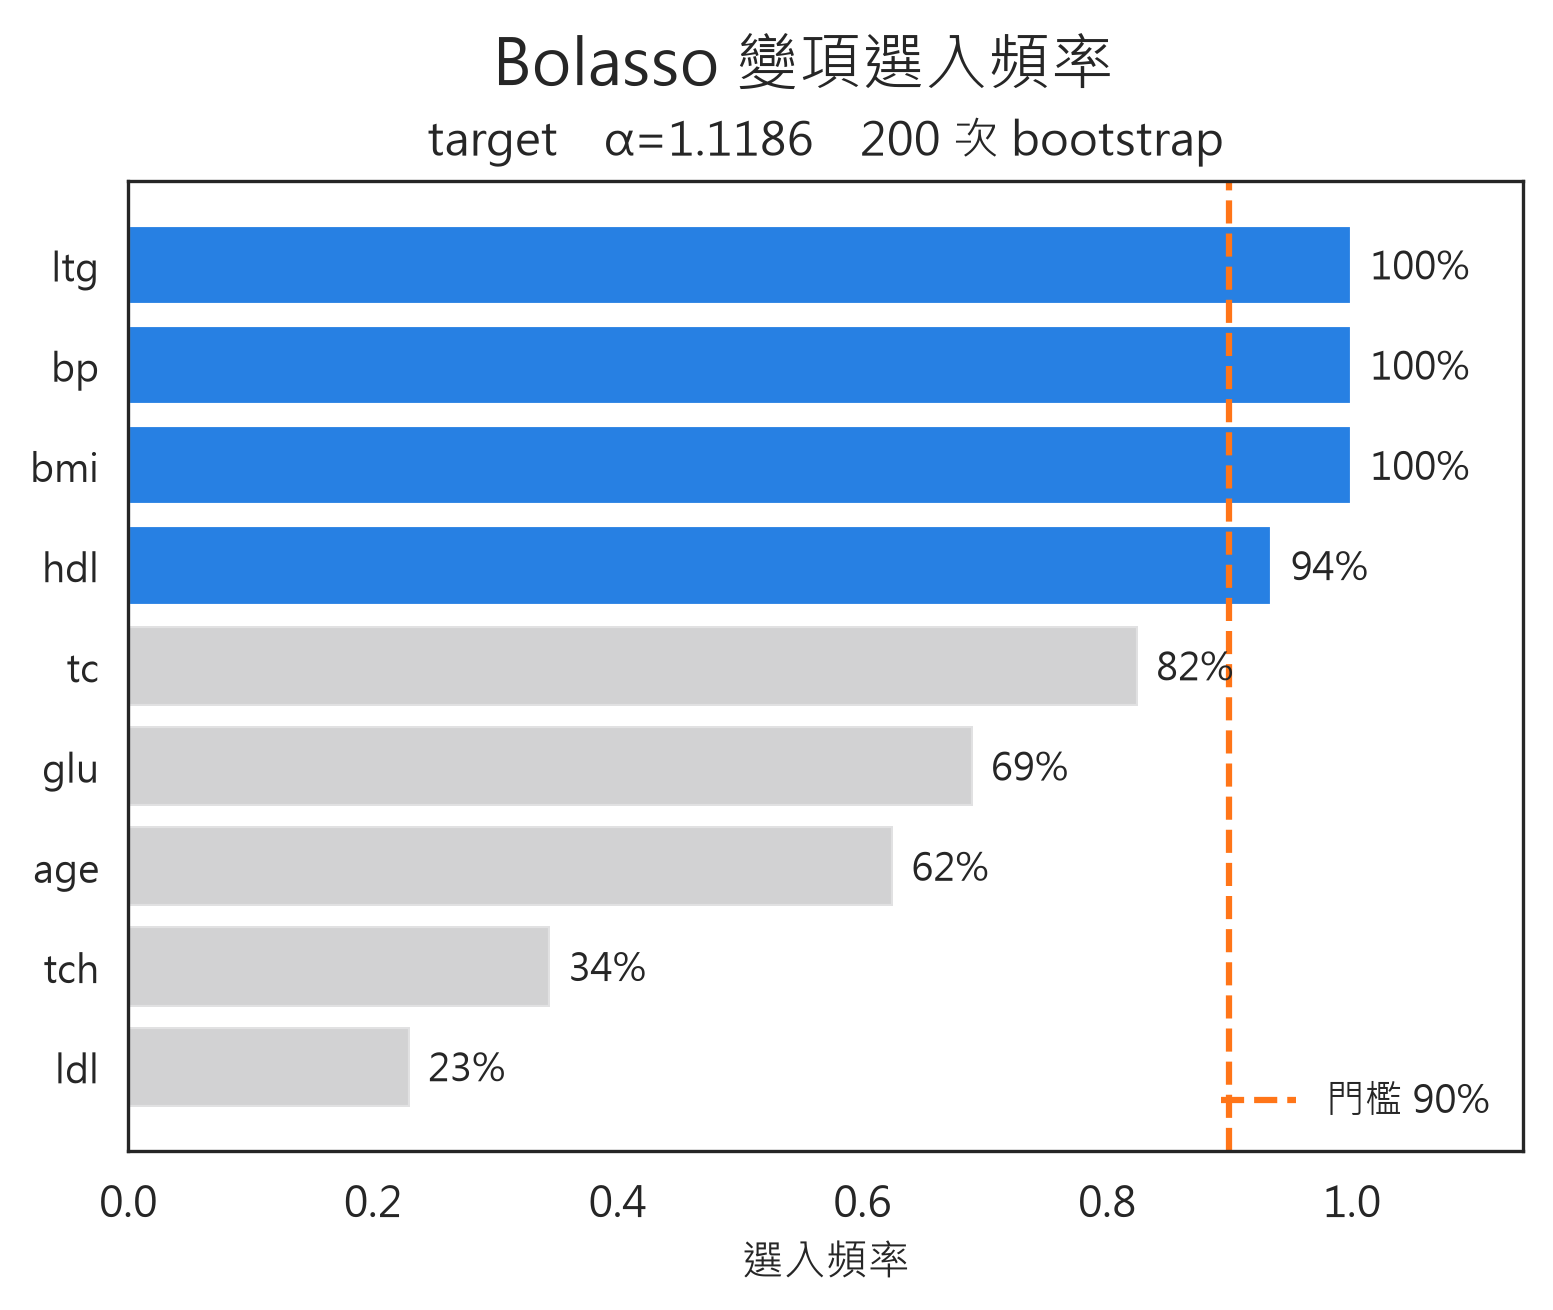 Bolasso 變項選入頻率
target α=1.1186 200 次 bootstrap
ltg 100%
bp 100%
bmi 100%
hdl 94%
tc 82%
glu 69%
age 62%
tch 34%
ldl 23%
門檻 90%
0.0 0.2 0.4 0.6 0.8 1.0
選入頻率